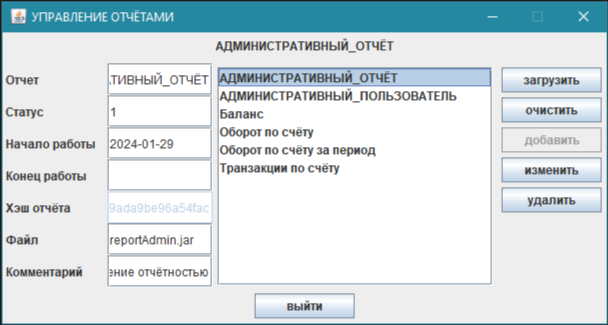 УПРАВЛЕНИЕ ОТЧЁТАМИ
АДМИНИСТРАТИВНЫЙ_ОТЧЁТ
Отчет
ТИВНЫЙ_ОТЧЁТ
Статус
1
Начало работы
2024-01-29
Конец работы
Хэш отчёта
9ada9be96a54fac
Файл
reportAdmin.jar
Комментарий
ение отчётностью
АДМИНИСТРАТИВНЫЙ_ОТЧЁТ
АДМИНИСТРАТИВНЫЙ_ПОЛЬЗОВАТЕЛЬ
Баланс
Оборот по счёту
Оборот по счёту за период
Транзакции по счёту
загрузить
очистить
добавить
изменить
удалить
выйти